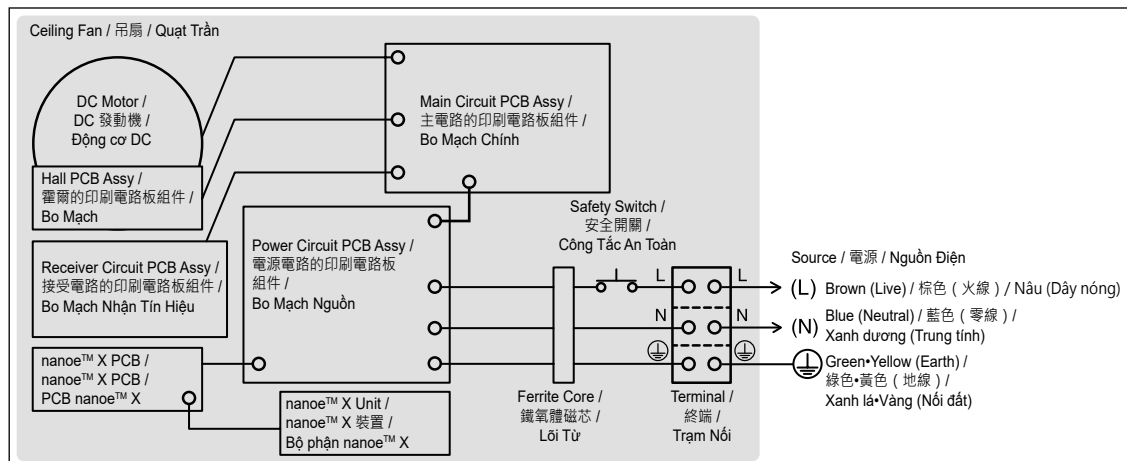 Ceiling Fan / 吊扇 / Quạt Trần
DC Motor /
DC 發動機 /
Động cơ DC
Main Circuit PCB Assy /
主電路的印刷電路板組件 /
Bo Mạch Chính
Hall PCB Assy /
霍爾的印刷電路板組件 /
Bo Mạch
Receiver Circuit PCB Assy /
接受電路的印刷電路板組件 /
Bo Mạch Nhận Tín Hiệu
Power Circuit PCB Assy /
電源電路的印刷電路板
組件 /
Bo Mạch Nguồn
Safety Switch /
安全開關 /
Công Tắc An Toàn
L
L
N
N
Source / 電源 / Nguồn Điện
(L) Brown (Live) / 棕色 ( 火線 ) / Nâu (Dây nóng)
(N) Blue (Neutral) / 藍色 ( 零線 ) /
Xanh dương (Trung tính)
Green•Yellow (Earth) /
綠色•黃色 ( 地線 ) /
Xanh lá•Vàng (Nối đất)
nanoe™ X PCB /
nanoe™ X PCB /
PCB nanoe™ X
nanoe™ X Unit /
nanoe™ X 裝置 /
Bộ phận nanoe™ X
Ferrite Core /
鐵氧體磁芯 /
Lõi Từ
Terminal /
終端 /
Trạm Nối